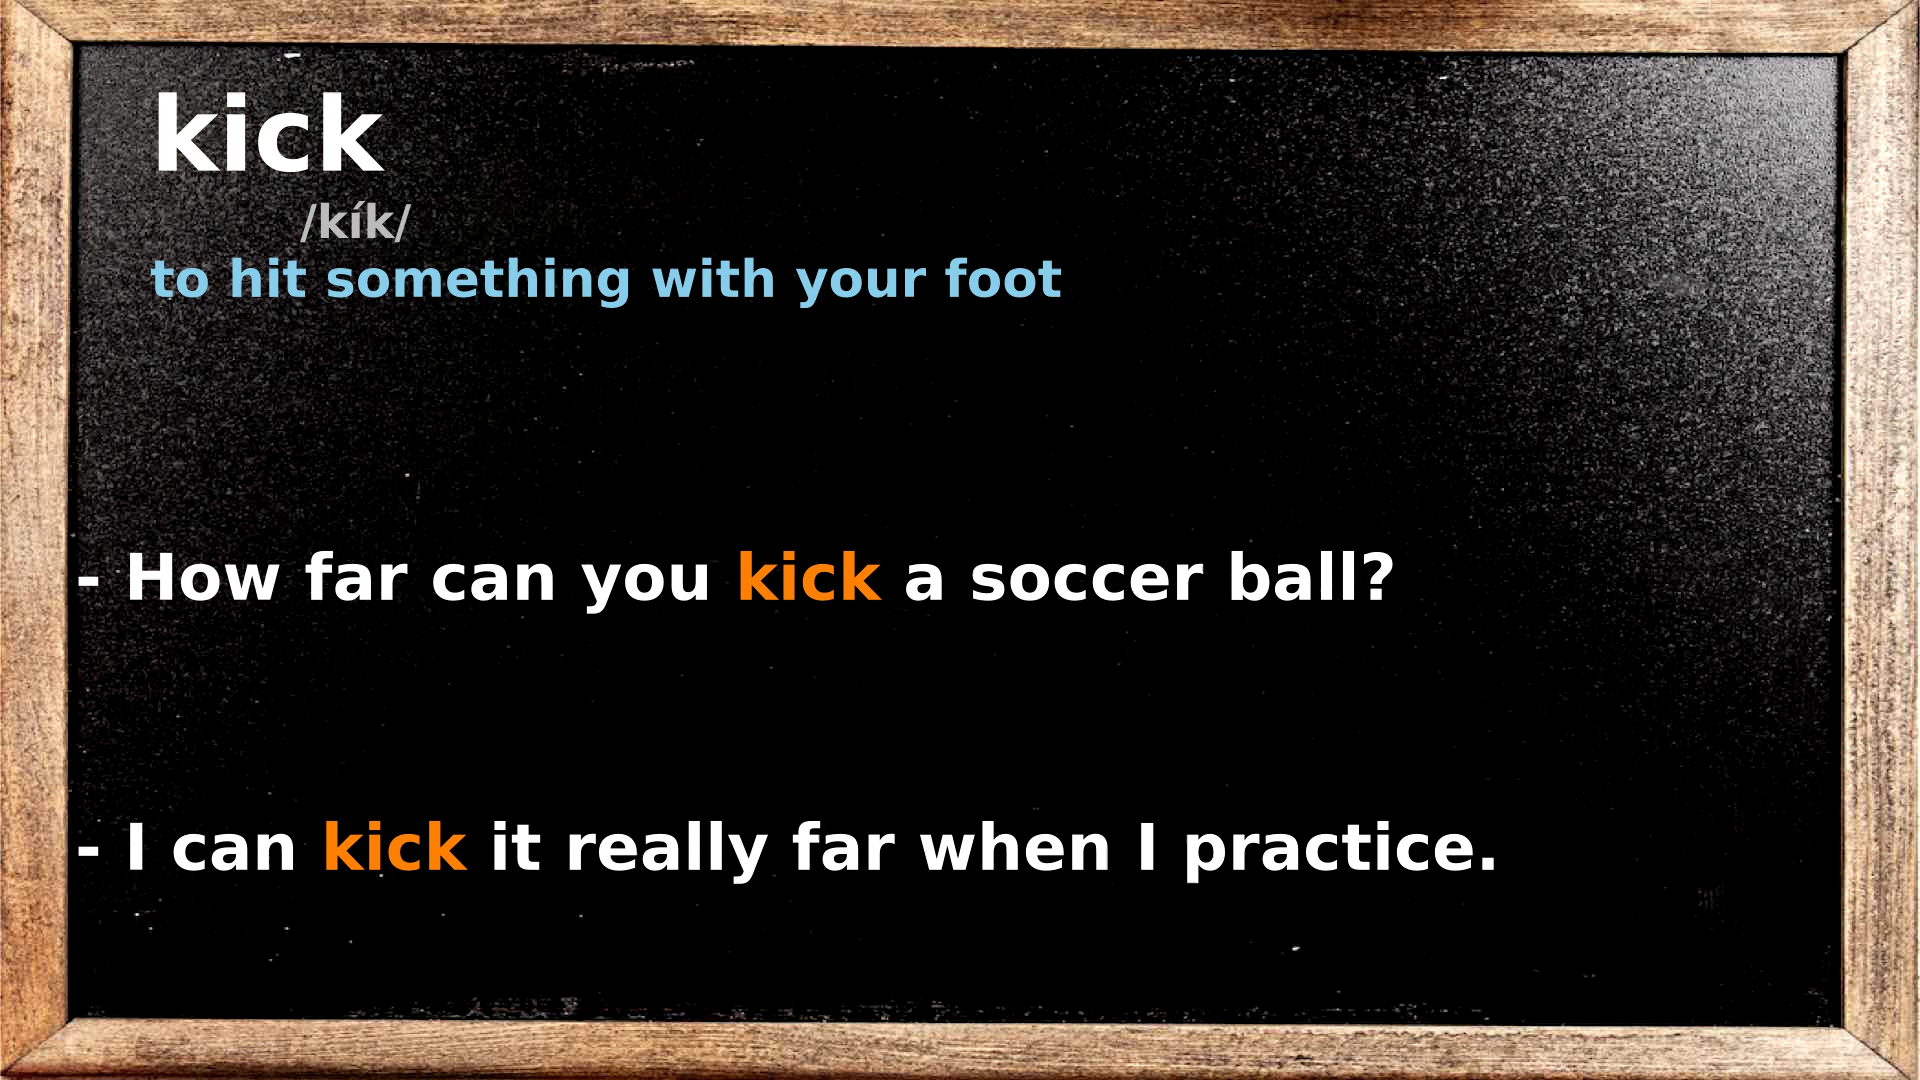 kick
/kík/
to hit something with your foot
- How far can you kick a soccer ball?
- I can kick it really far when I practice.